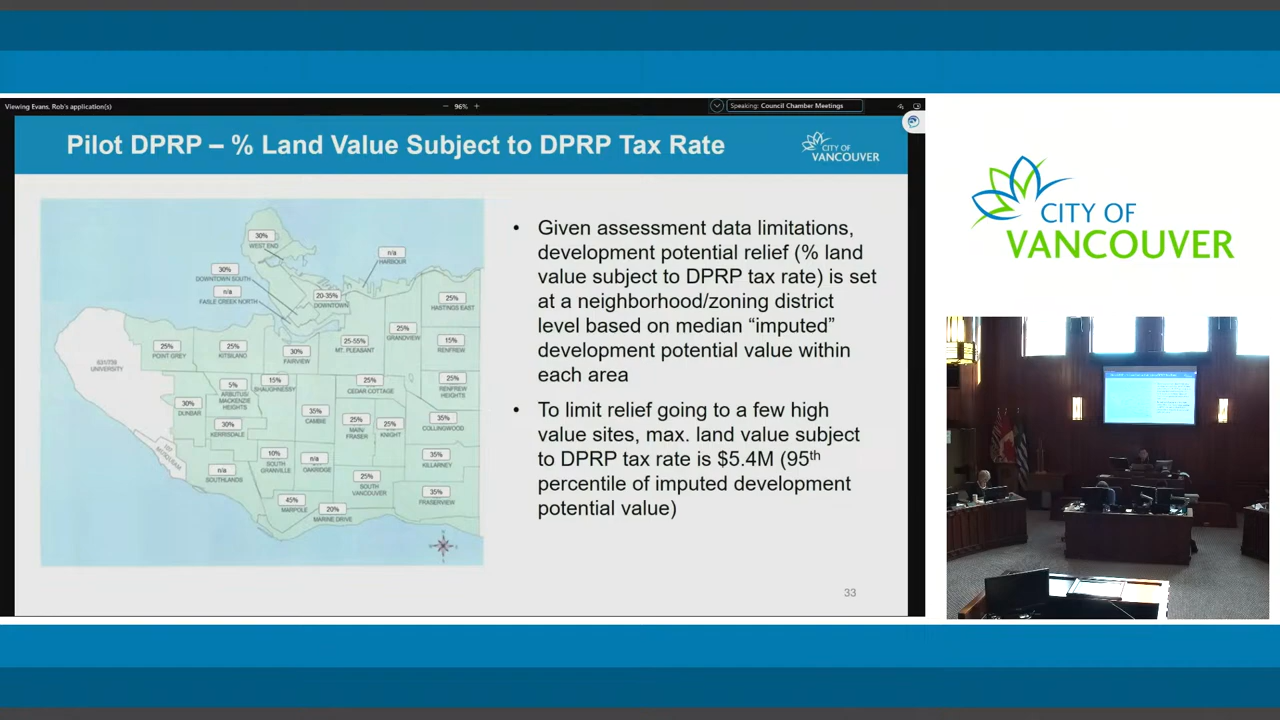 Viewing Evans, Rob's application(s)
− 96% +
Speaking: Council Chamber Meetings
Pilot DPRP – % Land Value Subject to DPRP Tax Rate
CITY OF
VANCOUVER
CITY OF
VANCOUVER
30%
WEST END
n/a
HARBOUR
30%
DOWNTOWN SOUTH
n/a
FASLE CREEK NORTH
20-35%
DOWNTOWN
25%
HASTINGS EAST
25%
GRANDVIEW
25%
POINT GREY
25%
KITSILANO
30%
FAIRVIEW
25-55%
MT. PLEASANT
15%
RENFREW
UNIVERSITY
5%
ARBUTUS/
MACKENZIE
HEIGHTS
15%
SHAUGHNESSY
25%
CEDAR COTTAGE
25%
RENFREW
HEIGHTS
30%
DUNBAR
30%
KERRISDALE
35%
CAMBIE
25%
MAIN/
FRASER
25%
KNIGHT
35%
COLLINGWOOD
n/a
SOUTHLANDS
10%
SOUTH
GRANVILLE
n/a
OAKRIDGE
25%
SOUTH
VANCOUVER
35%
KILLARNEY
45%
MARPOLE
20%
MARINE DRIVE
35%
FRASERVIEW
• Given assessment data limitations,
development potential relief (% land
value subject to DPRP tax rate) is set
at a neighborhood/zoning district
level based on median “imputed”
development potential value within
each area
• To limit relief going to a few high
value sites, max. land value subject
to DPRP tax rate is $5.4M (95th
percentile of imputed development
potential value)
33